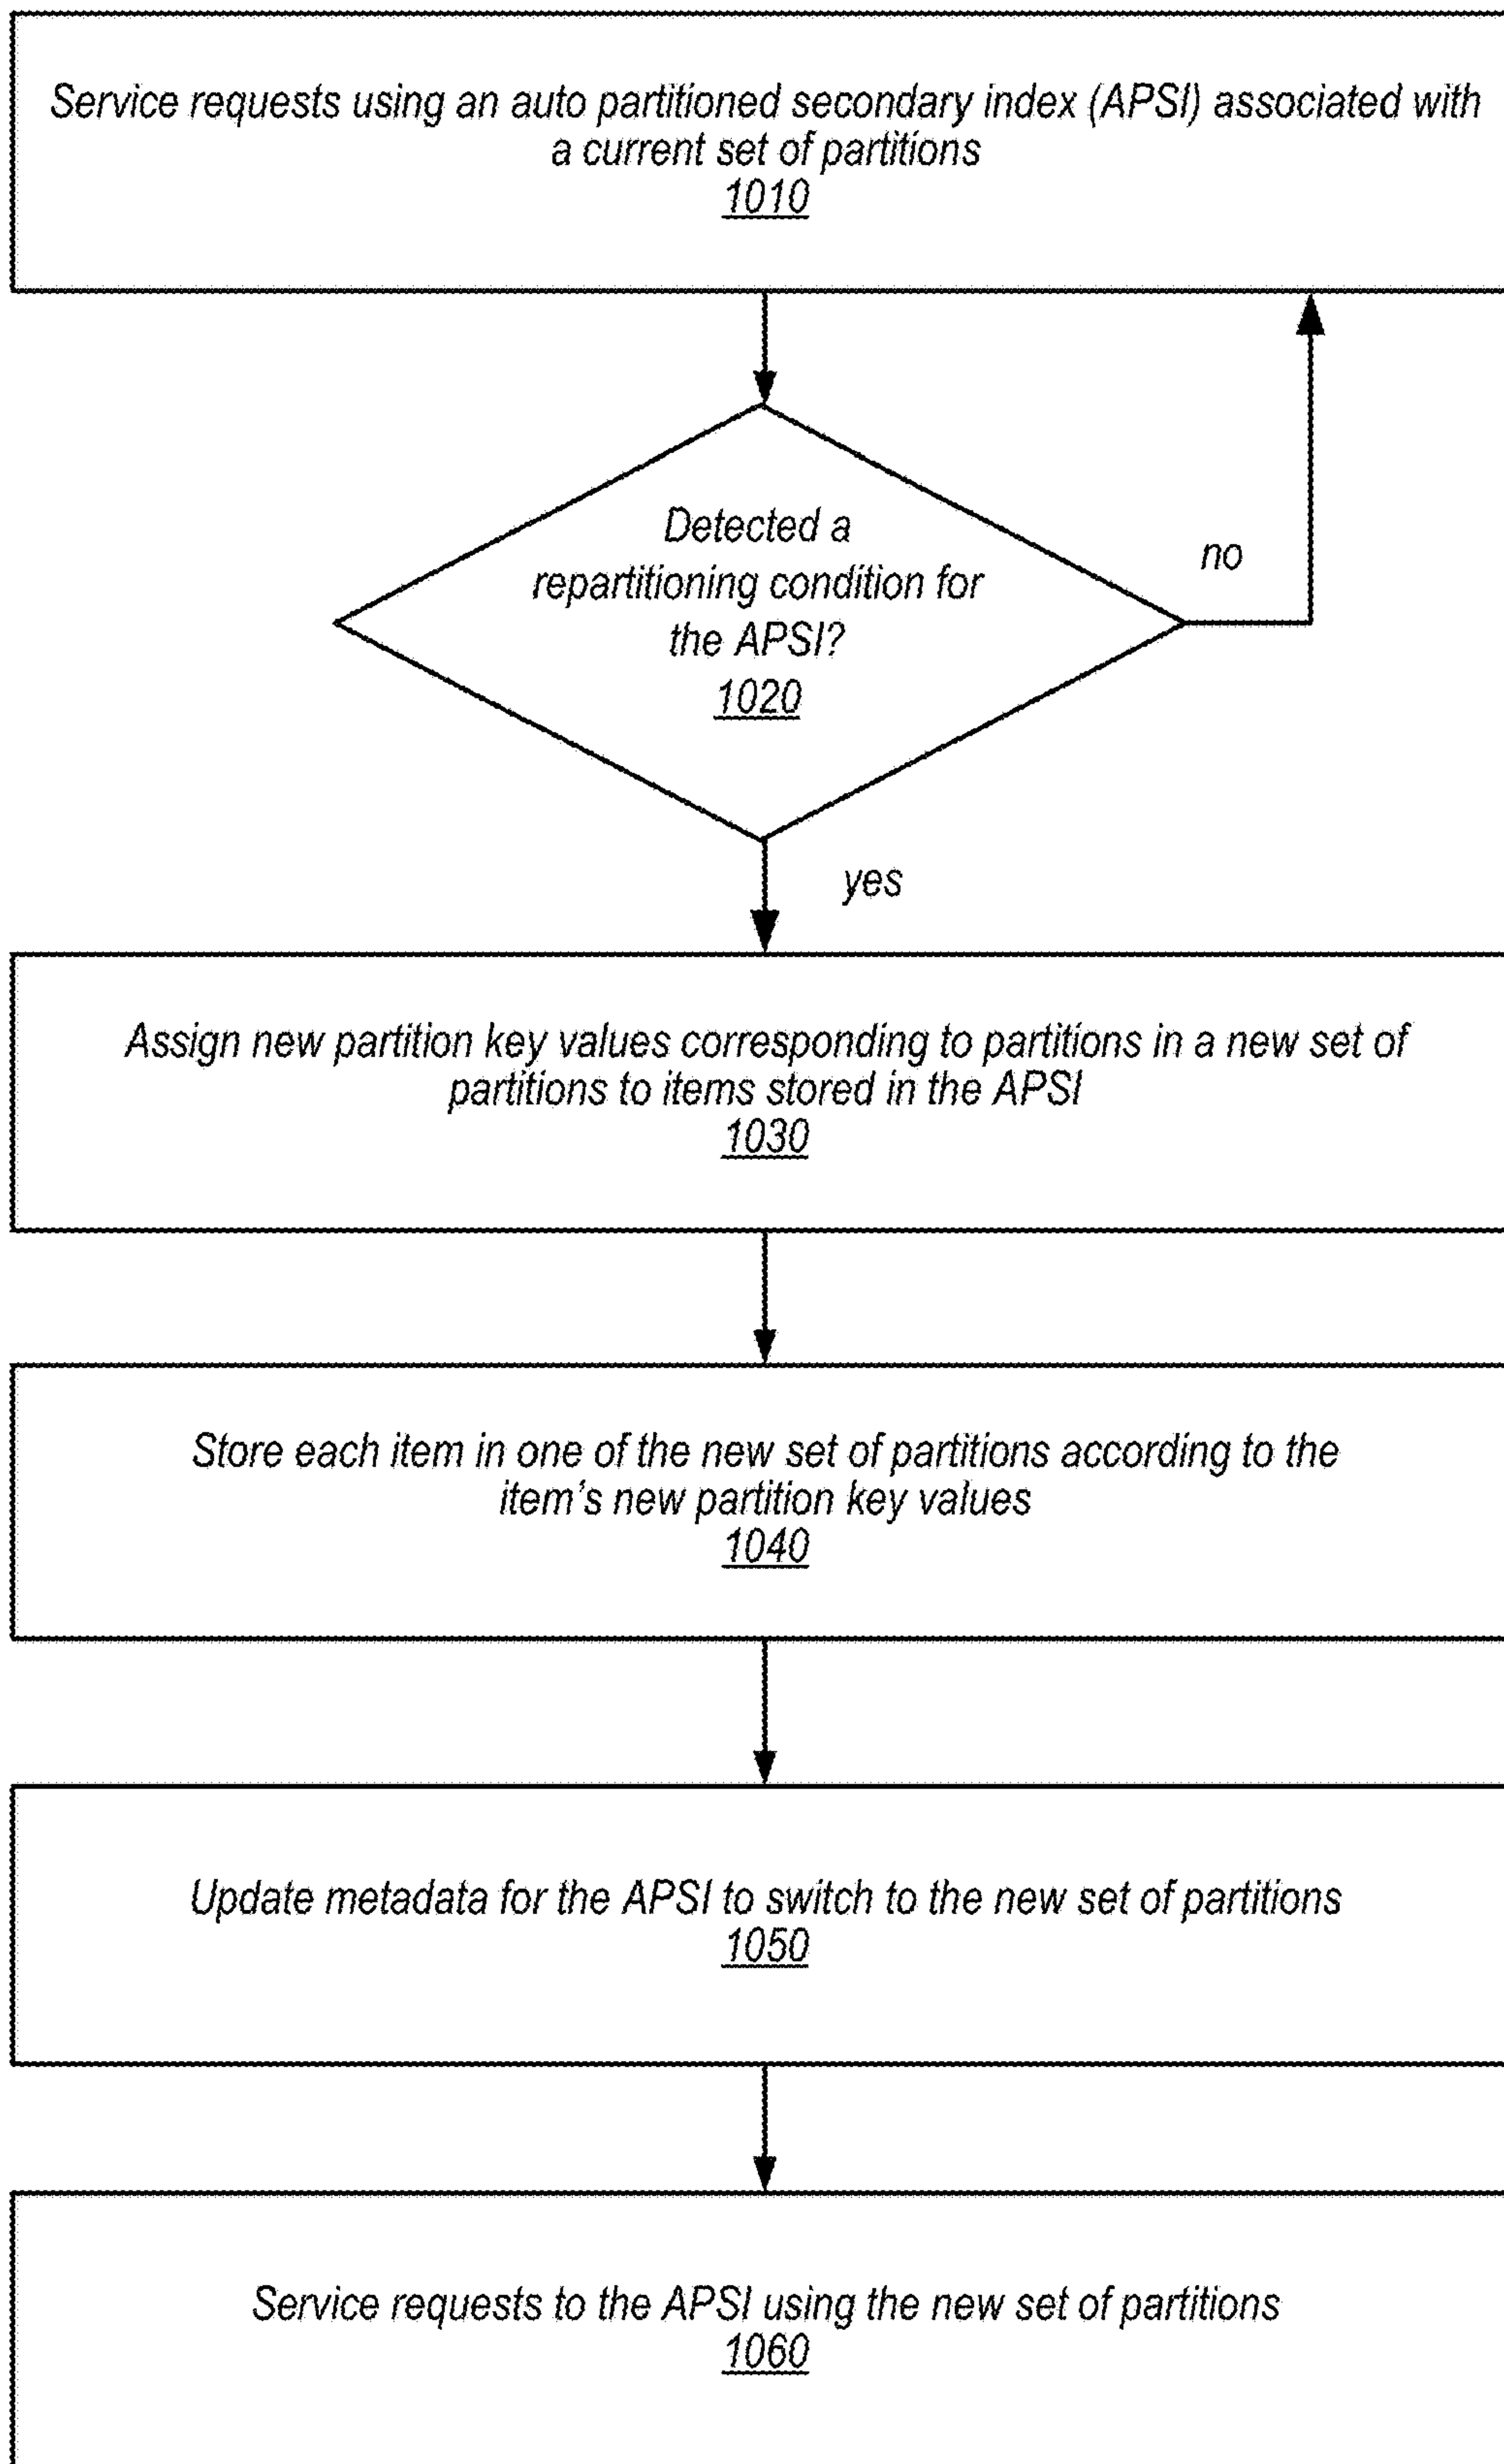 Service requests using an auto partitioned secondary index (APSI) associated with
a current set of partitions
1010
Detected a
repartitioning condition for
the APSI?
1020
no
yes
Assign new partition key values corresponding to partitions in a new set of
partitions to items stored in the APSI
1030
Store each item in one of the new set of partitions according to the
item's new partition key values
1040
Update metadata for the APSI to switch to the new set of partitions
1050
Service requests to the APSI using the new set of partitions
1060